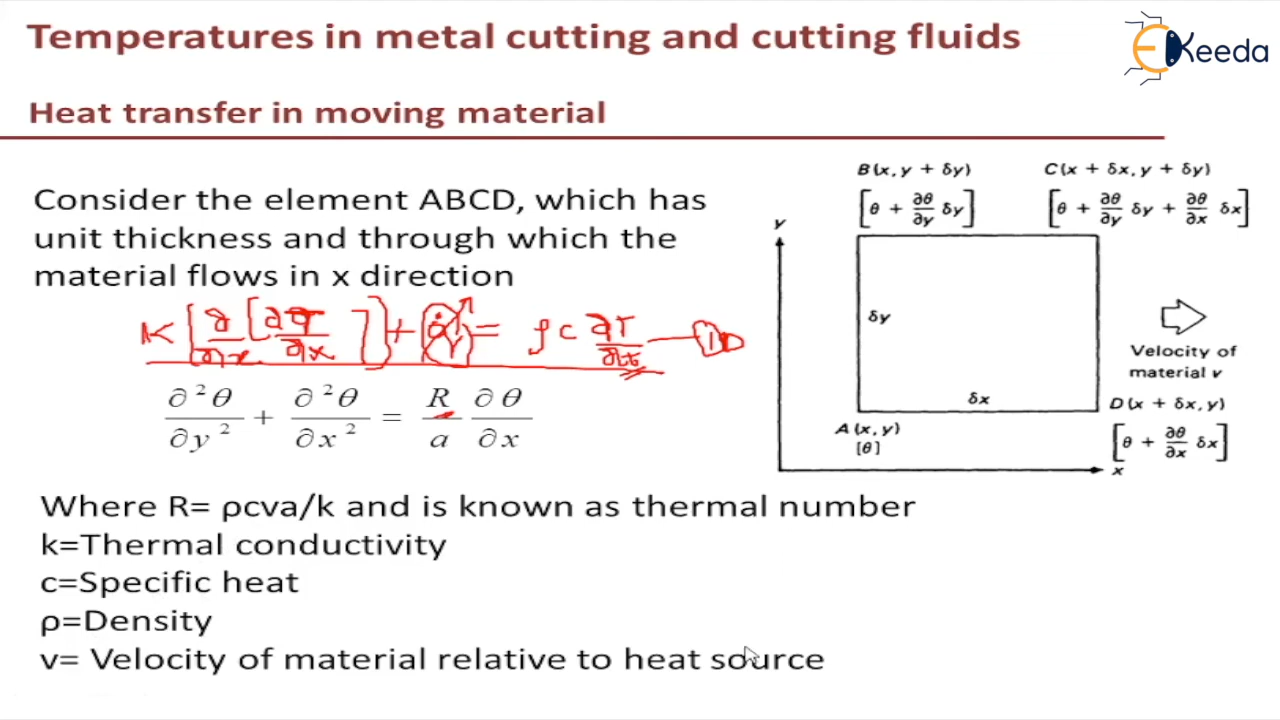 Temperatures in metal cutting and cutting fluids
EKeeda
Heat transfer in moving material
Consider the element ABCD, which has
unit thickness and through which the
material flows in x direction
K [∂/∂x [∂T/∂x]] + = ρc ∂T/∂t — 1D
∂²θ/∂y² + ∂²θ/∂x² = R/a ∂θ/∂x
Where R= ρcva/k and is known as thermal number
k=Thermal conductivity
c=Specific heat
ρ=Density
v= Velocity of material relative to heat source
B(x, y + δy)
C(x + δx, y + δy)
[θ + ∂θ/∂y δy]
[θ + ∂θ/∂y δy + ∂θ/∂x δx]
y
δy
Velocity of
material v
δx
A(x, y)
[θ]
D(x + δx, y)
[θ + ∂θ/∂x δx]
x